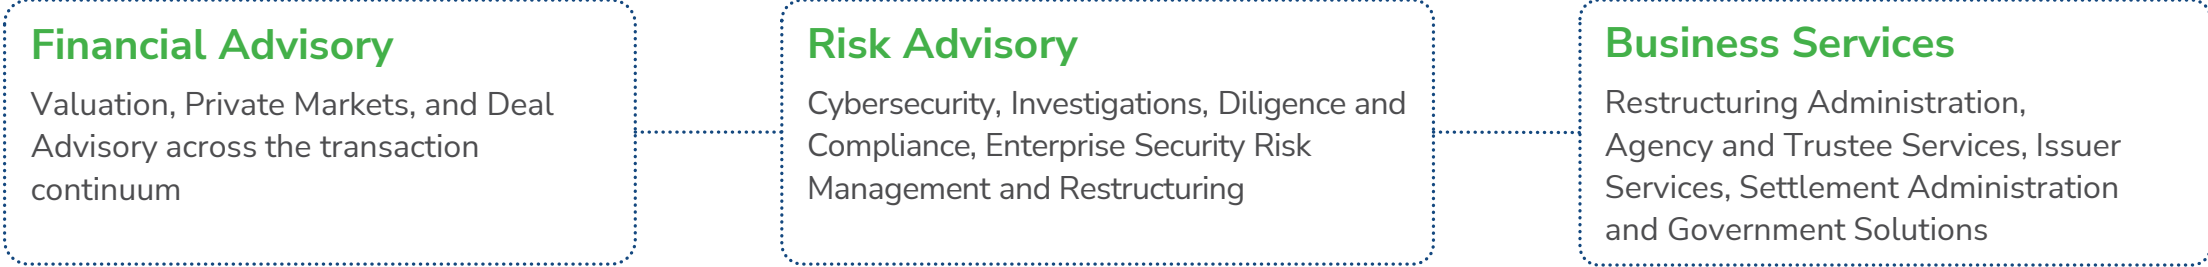 Financial Advisory
Valuation, Private Markets, and Deal
Advisory across the transaction
continuum
Risk Advisory
Cybersecurity, Investigations, Diligence and
Compliance, Enterprise Security Risk
Management and Restructuring
Business Services
Restructuring Administration,
Agency and Trustee Services, Issuer
Services, Settlement Administration
and Government Solutions